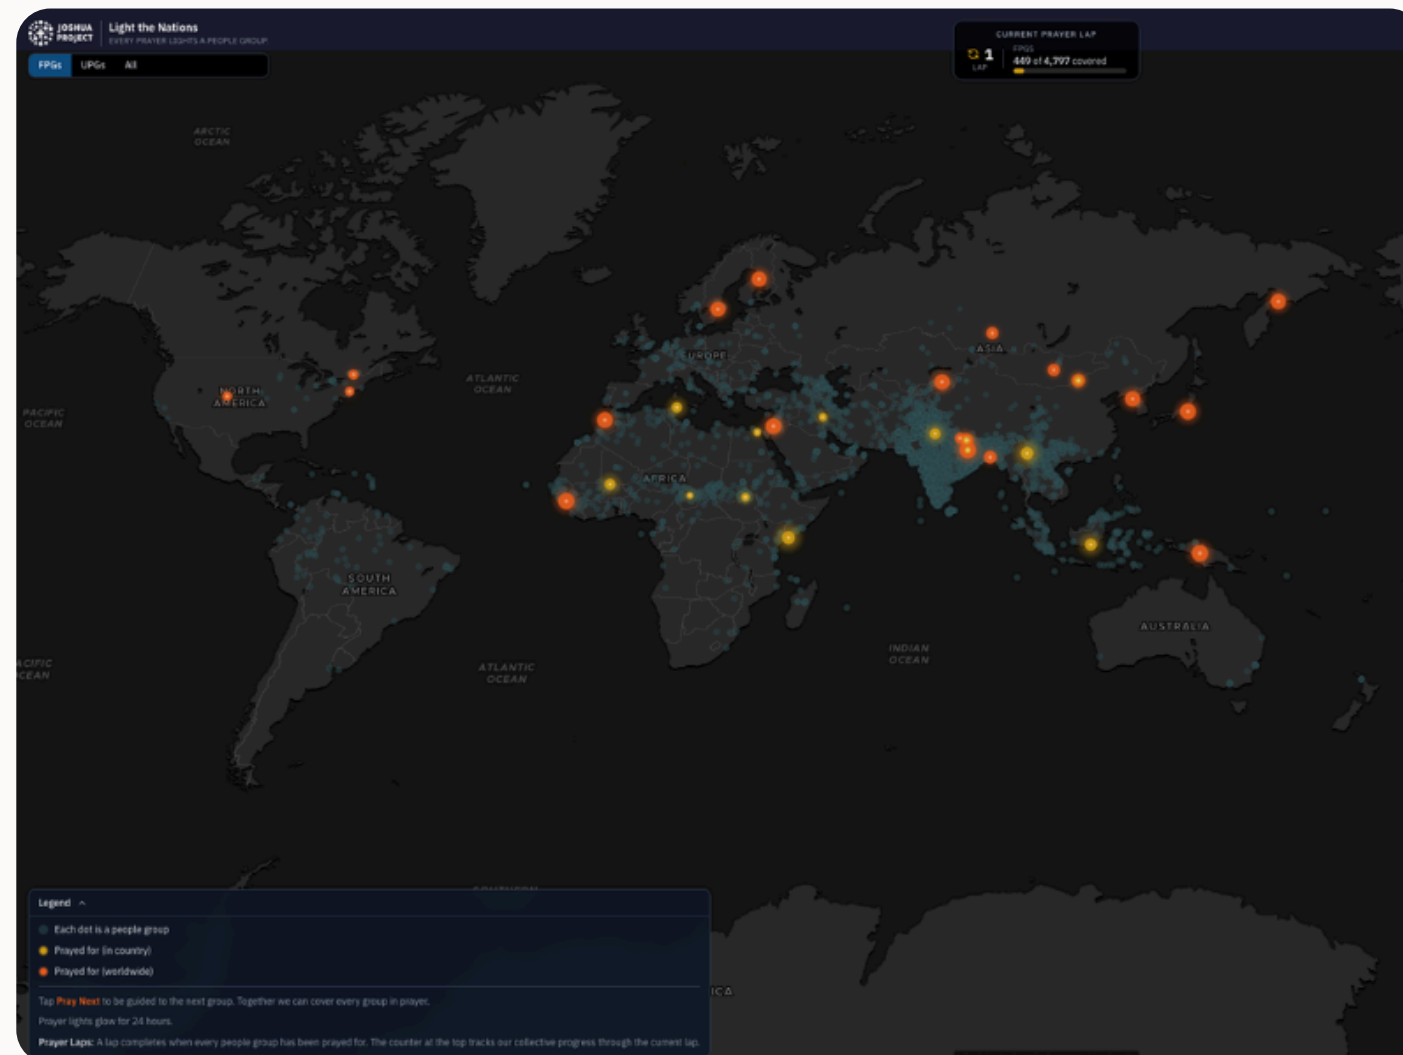 JOSHUA
PROJECT
Light the Nations
EVERY PRAYER LIGHTS A PEOPLE GROUP
CURRENT PRAYER LAP
1
LAP
FPGS
449 of 4,797 covered
FPGs UPGs All
ARCTIC
OCEAN
EUROPE
ASIA
ATLANTIC
OCEAN
NORTH
AMERICA
PACIFIC
OCEAN
AFRICA
SOUTH
AMERICA
AUSTRALIA
INDIAN
OCEAN
ACIFIC
CEAN
ATLANTIC
OCEAN
SOUTHERN
ICA
Legend
Each dot is a people group
Prayed for (in country)
Prayed for (worldwide)
Tap Pray Next to be guided to the next group. Together we can cover every group in prayer.
Prayer lights glow for 24 hours.
Prayer Laps: A lap completes when every people group has been prayed for. The counter at the top tracks our collective progress through the current lap.